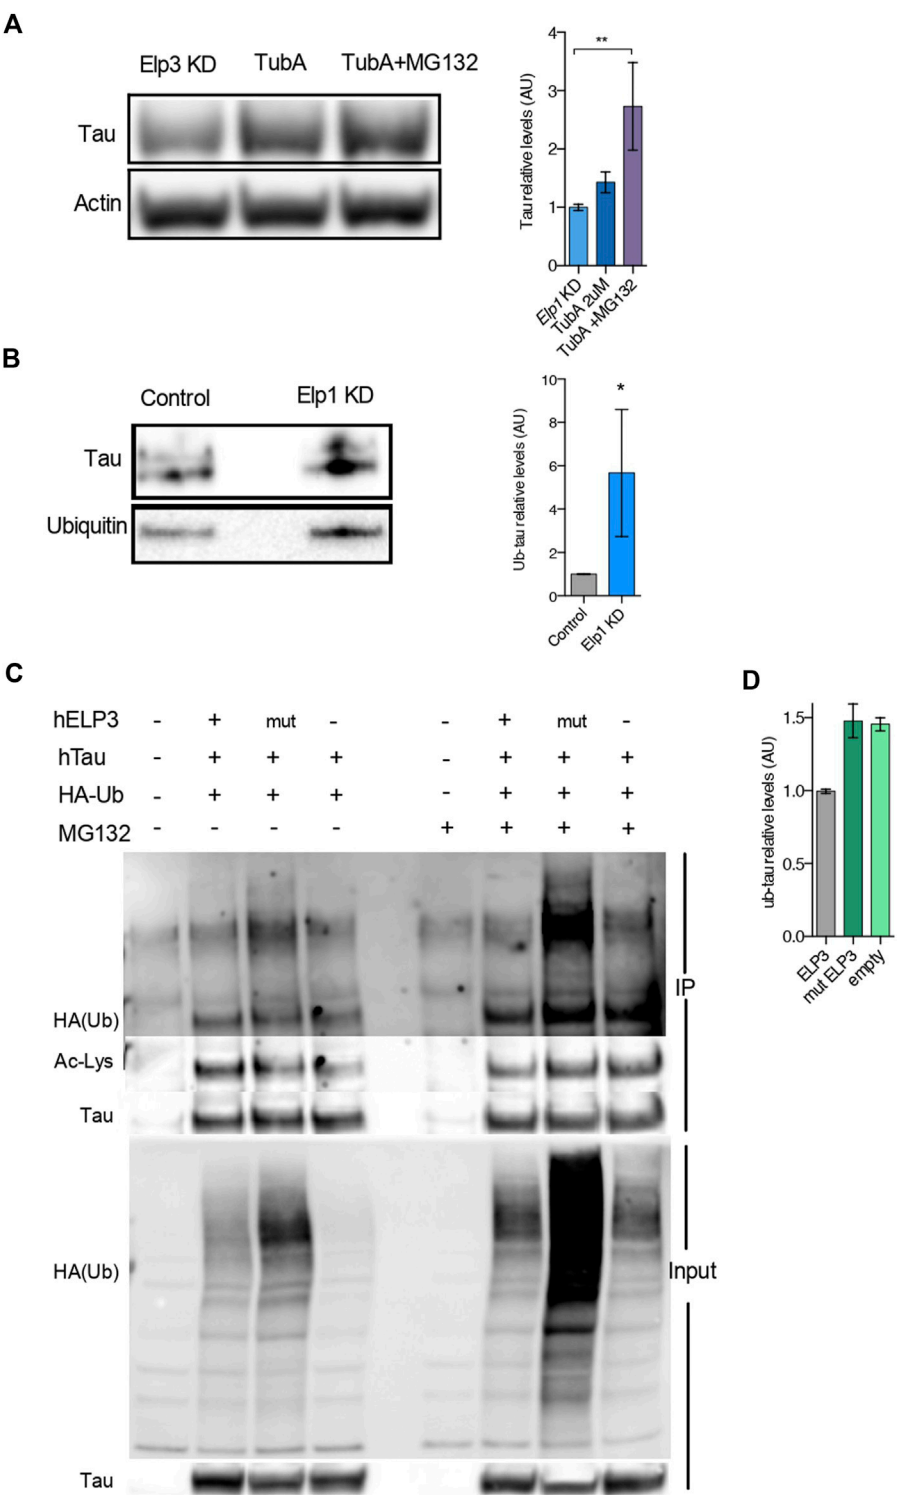 A
Elp3 KD TubA TubA+MG132
Tau
Actin
Tau relative levels (AU)
4
3
2
1
0
**
Elp1 KD
TubA 2uM
TubA +MG132
B
Control Elp1 KD
Tau
Ubiquitin
Ub-tau relative levels (AU)
10
8
6
4
2
0
*
Control
Elp1 KD
C
hELP3 - + mut - - + mut -
hTau - + + + - + + +
HA-Ub - + + + - + + +
MG132 - - - - + + + +
HA(Ub)
Ac-Lys
Tau
IP
HA(Ub)
Input
Tau
D
ub-tau relative levels (AU)
1.5
1.0
0.5
0.0
ELP3
mut ELP3
empty